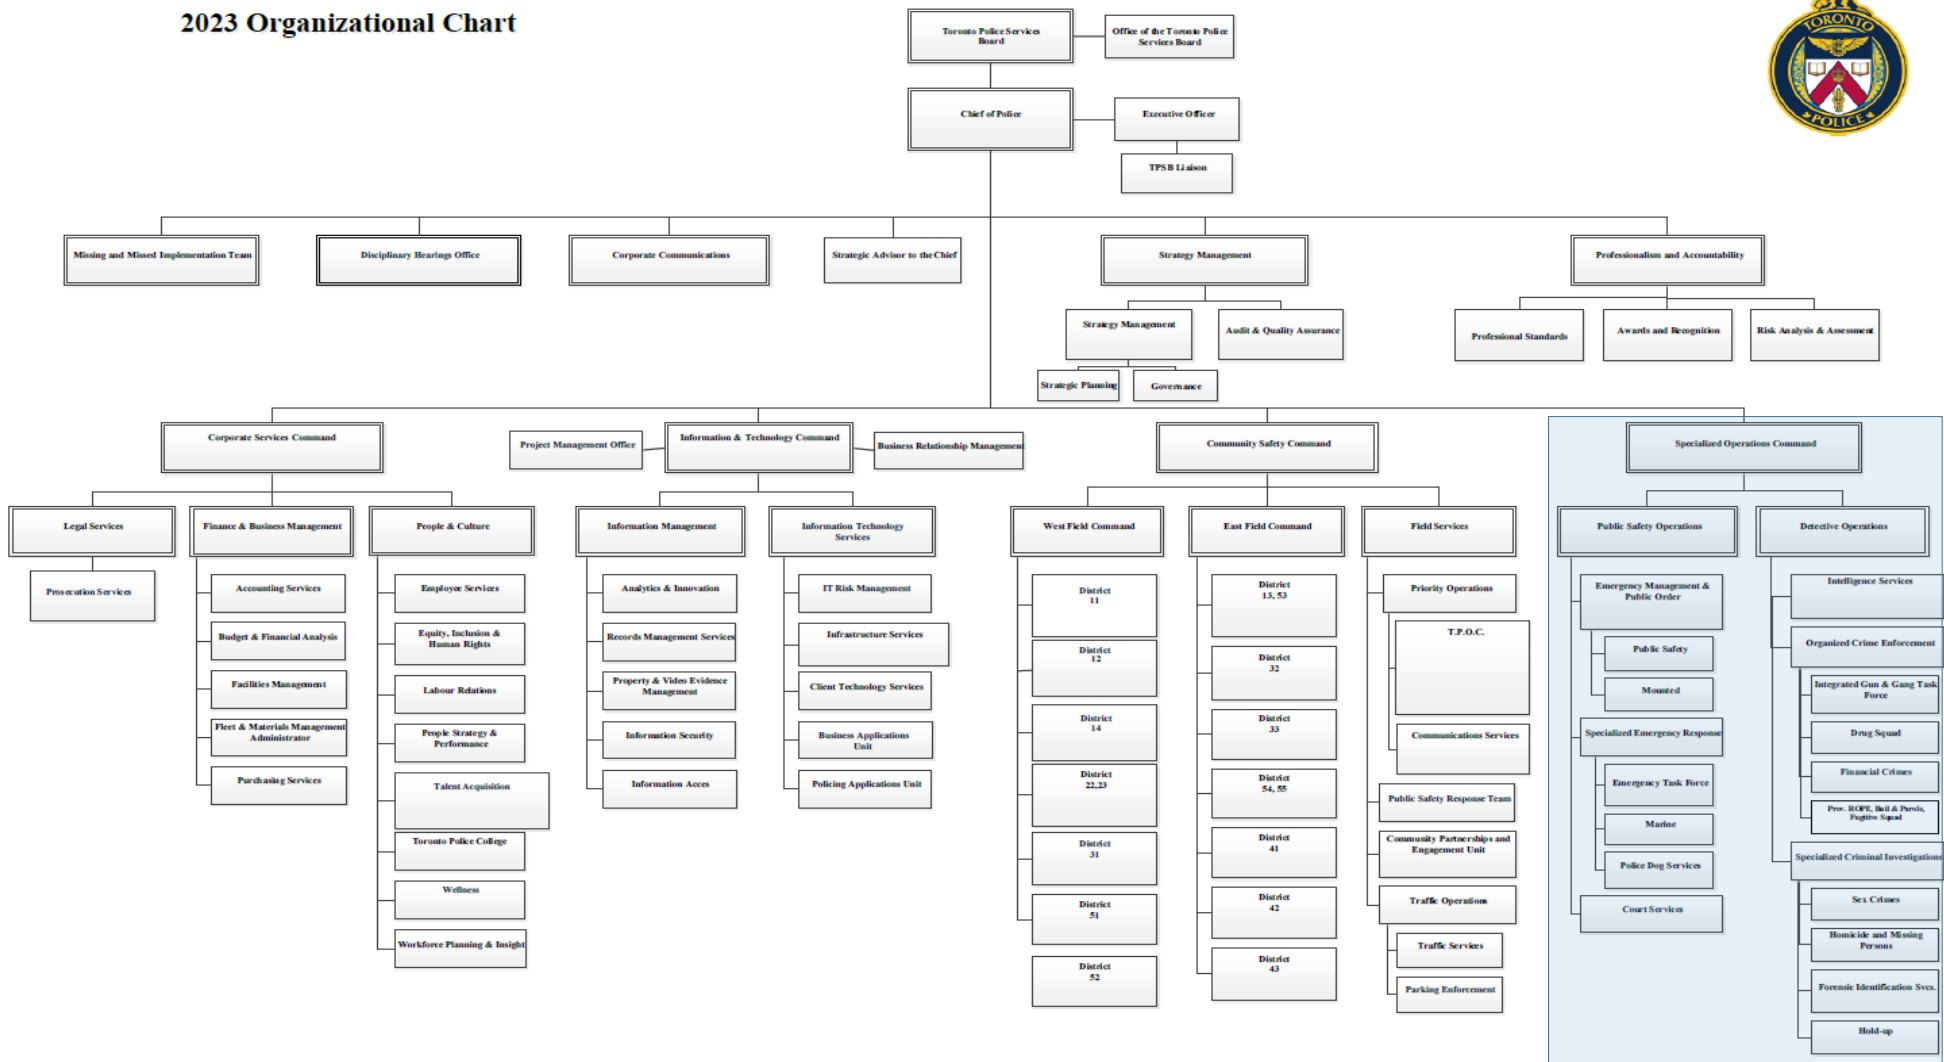 2023 Organizational Chart
Toronto Police Services
Board
Office of the Toronto Police
Services Board
TORONTO
POLICE
Chief of Police
Executive Officer
TPSB Liaison
Missing and Missed Implementation Team
Disciplinary Hearings Office
Corporate Communications
Strategic Advisor to the Chief
Strategy Management
Professionalism and Accountability
Strategy Management
Audit & Quality Assurance
Professional Standards
Awards and Recognition
Risk Analysis & Assessment
Strategic Planning
Governance
Corporate Services Command
Project Management Office
Information & Technology Command
Business Relationship Management
Community Safety Command
Specialized Operations Command
Legal Services
Finance & Business Management
People & Culture
Information Management
Information Technology
Services
West Field Command
East Field Command
Field Services
Public Safety Operations
Detective Operations
Prosecution Services
Accounting Services
Budget & Financial Analysis
Facilities Management
Fleet & Materials Management
Administrator
Purchasing Services
Employee Services
Equity, Inclusion &
Human Rights
Labour Relations
People Strategy &
Performance
Talent Acquisition
Toronto Police College
Wellness
Workforce Planning & Insight
Analytics & Innovation
Records Management Services
Property & Video Evidence
Management
Information Security
Information Acces
IT Risk Management
Infrastructure Services
Client Technology Services
Business Applications
Unit
Policing Applications Unit
District
11
District
12
District
14
District
22,23
District
31
District
51
District
52
District
13, 53
District
32
District
33
District
54, 55
District
41
District
42
District
43
Priority Operations
T.P.O.C.
Communications Services
Public Safety Response Team
Community Partnerships and
Engagement Unit
Traffic Operations
Traffic Services
Parking Enforcement
Emergency Management &
Public Order
Public Safety
Mounted
Specialized Emergency Response
Emergency Task Force
Marine
Police Dog Services
Court Services
Intelligence Services
Organized Crime Enforcement
Integrated Gun & Gang Task
Force
Drug Squad
Financial Crimes
Prov. ROPE, Bail & Parole,
Fugitive Squad
Specialized Criminal Investigations
Sex Crimes
Homicide and Missing
Persons
Forensic Identification Svcs.
Hold-up